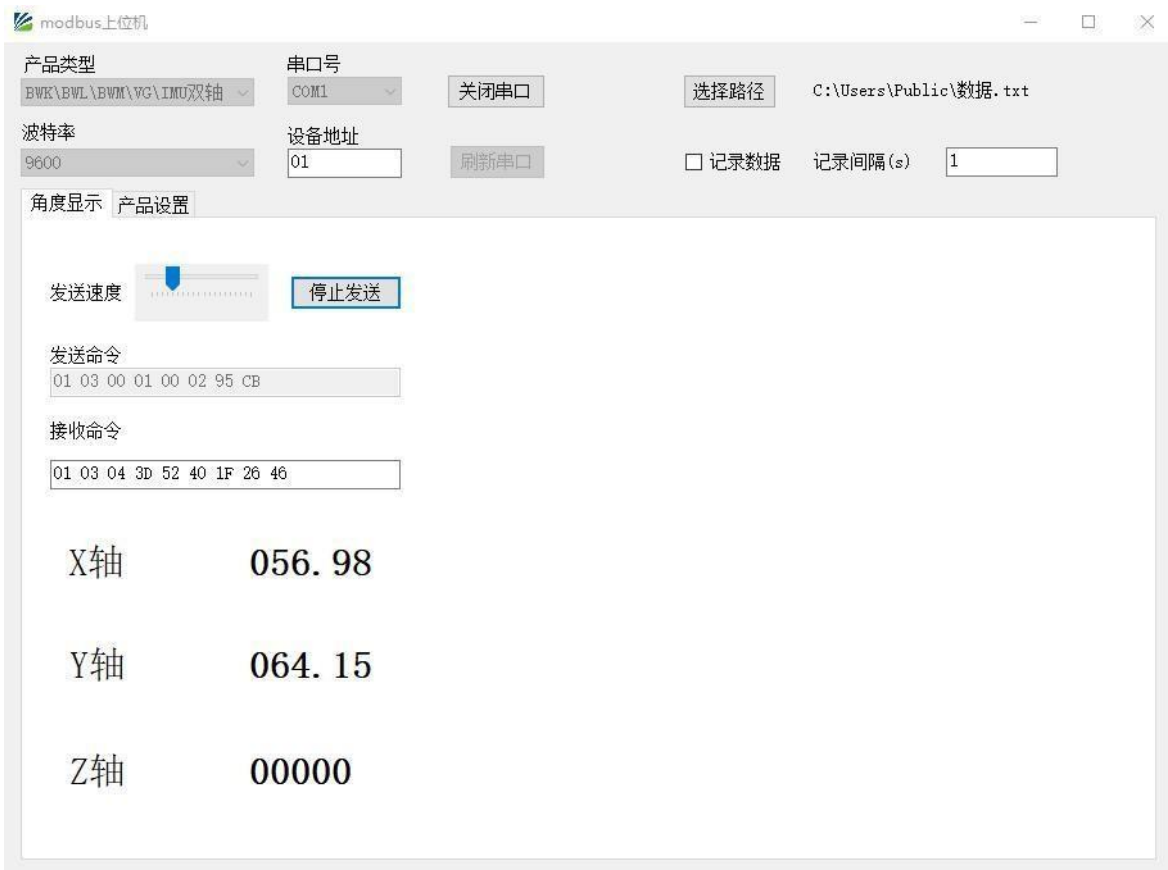 modbus上位机
产品类型 串口号
BWK\BWL\BWM\VG\IMU双轴 COM1 关闭串口 选择路径 C:\Users\Public\数据.txt
波特率 设备地址
9600 01 刷新串口 记录数据 记录间隔(s) 1
角度显示 产品设置
发送速度 停止发送
发送命令
01 03 00 01 00 02 95 CB
接收命令
01 03 04 3D 52 40 1F 26 46
X轴 056.98
Y轴 064.15
Z轴 00000